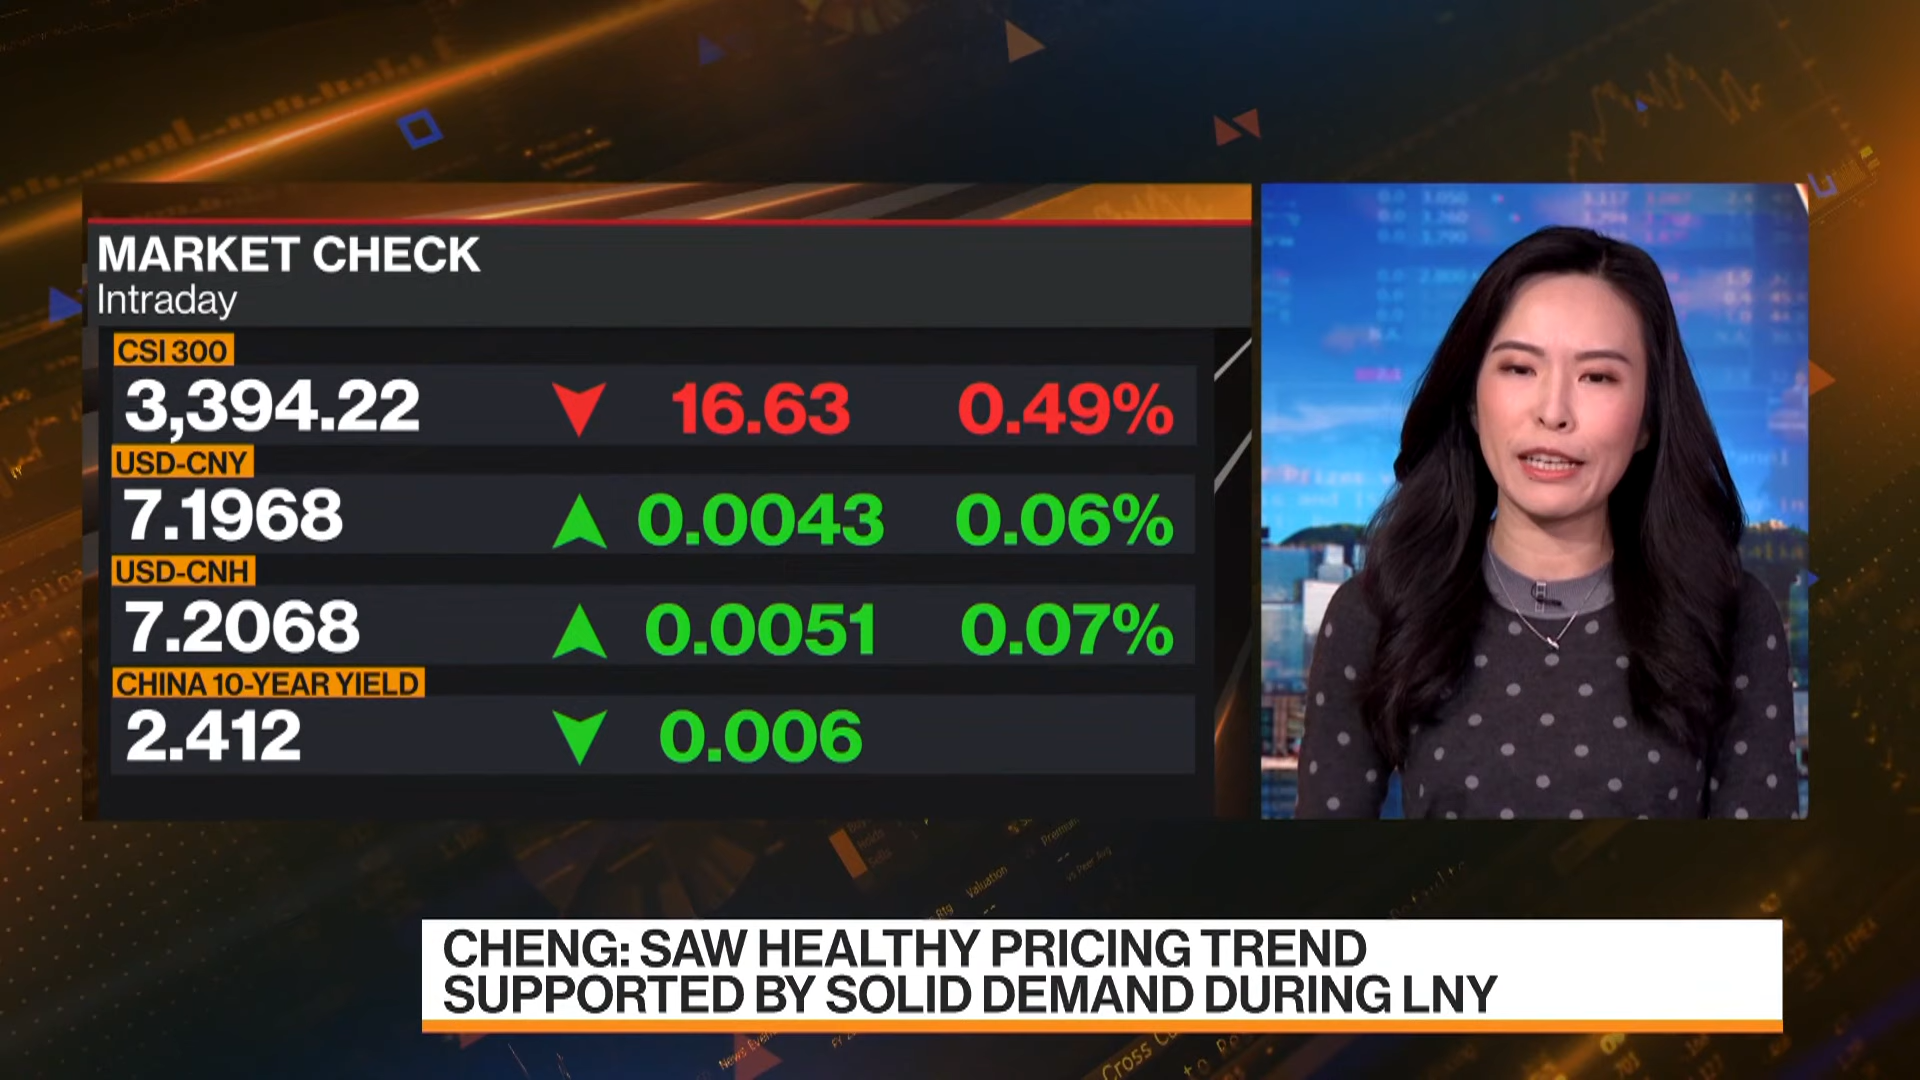 MARKET CHECK
Intraday
CSI 300
3,394.22 16.63 0.49%
USD-CNY
7.1968 0.0043 0.06%
USD-CNH
7.2068 0.0051 0.07%
CHINA 10-YEAR YIELD
2.412 0.006
CHENG: SAW HEALTHY PRICING TREND
SUPPORTED BY SOLID DEMAND DURING LNY
Valuation
Cross